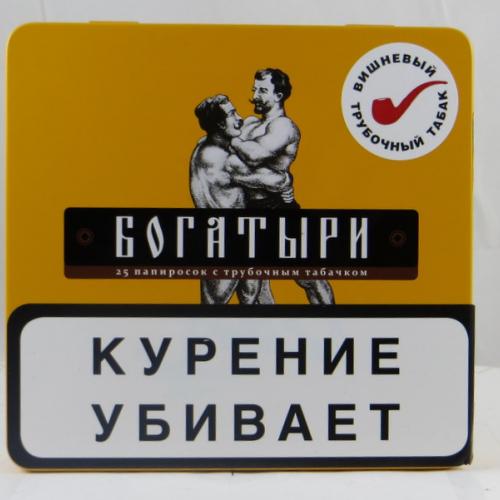 ВИШНЕВЫЙ
ТРУБОЧНЫЙ ТАБАК
БОГАТЫРИ
25 папиросок с трубочным табачком
КУРЕНИЕ
УБИВАЕТ